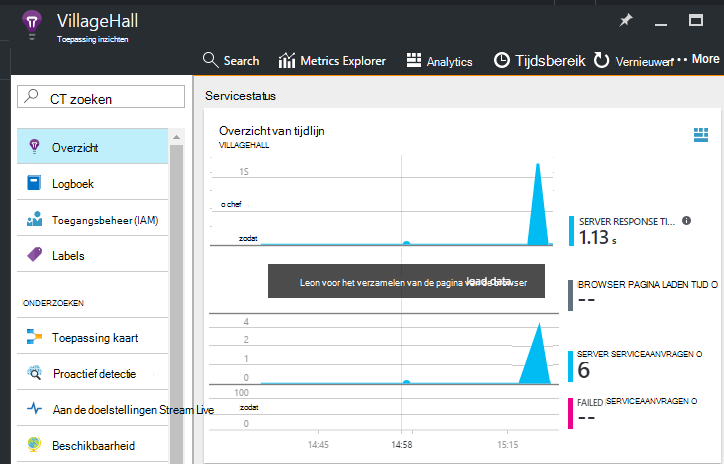 VillageHall
Toepassing inzichten
Search
Metrics Explorer
Analytics
Tijdsbereik
Vernieuwen
More
CT zoeken
Servicestatus
Overzicht
Logboek
Toegangsbeheer (IAM)
Labels
ONDERZOEKEN
Toepassing kaart
Proactief detectie
Aan de doelstellingen Stream Live
Beschikbaarheid
Overzicht van tijdlijn
VILLAGEHALL
1S
o chef
zodat
SERVER RESPONSE TI...
1.13 s
Leon voor het verzamelen van de pagina van de browser
load data
BROWSER PAGINA LADEN TIJD O
--
4
2
1
0
SERVER SERVICEAANVRAGEN O
6
100
zodat
0
FAILED SERVICEAANVRAGEN O
--
14:45
14:58
15:15